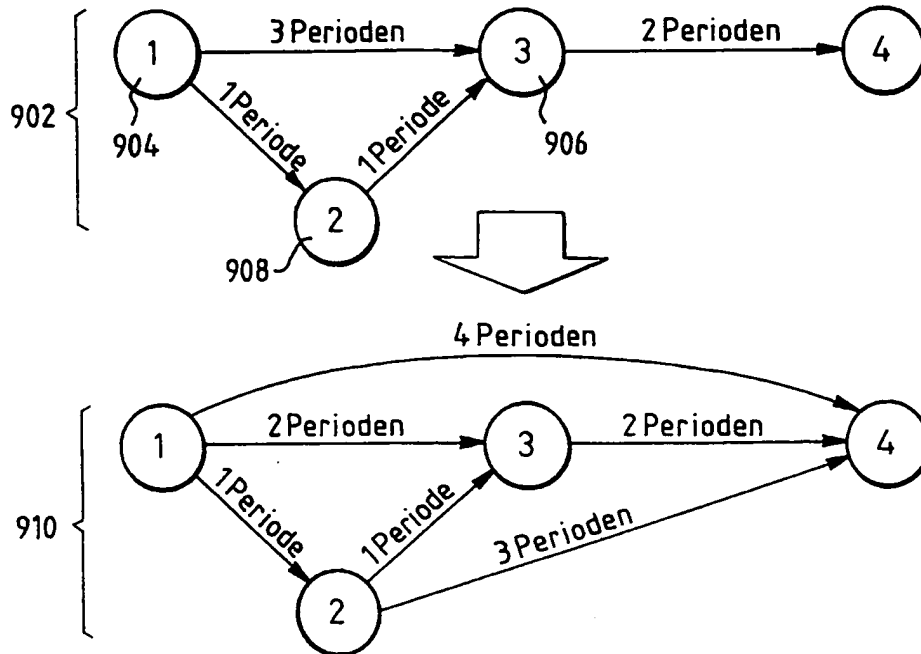 1
3 Perioden
3
2 Perioden
4
902
904
1 Periode
1 Periode
906
2
908
4 Perioden
1
2 Perioden
3
2 Perioden
4
910
1 Periode
1 Periode
3 Perioden
2